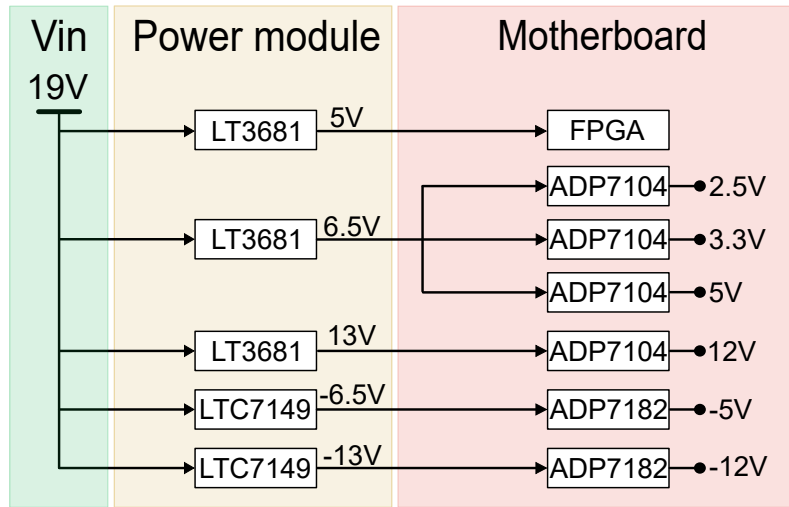 Vin Power module Motherboard
19V
LT3681 5V FPGA
ADP7104 2.5V
LT3681 6.5V ADP7104 3.3V
ADP7104 5V
LT3681 13V ADP7104 12V
LTC7149 -6.5V ADP7182 -5V
LTC7149 -13V ADP7182 -12V